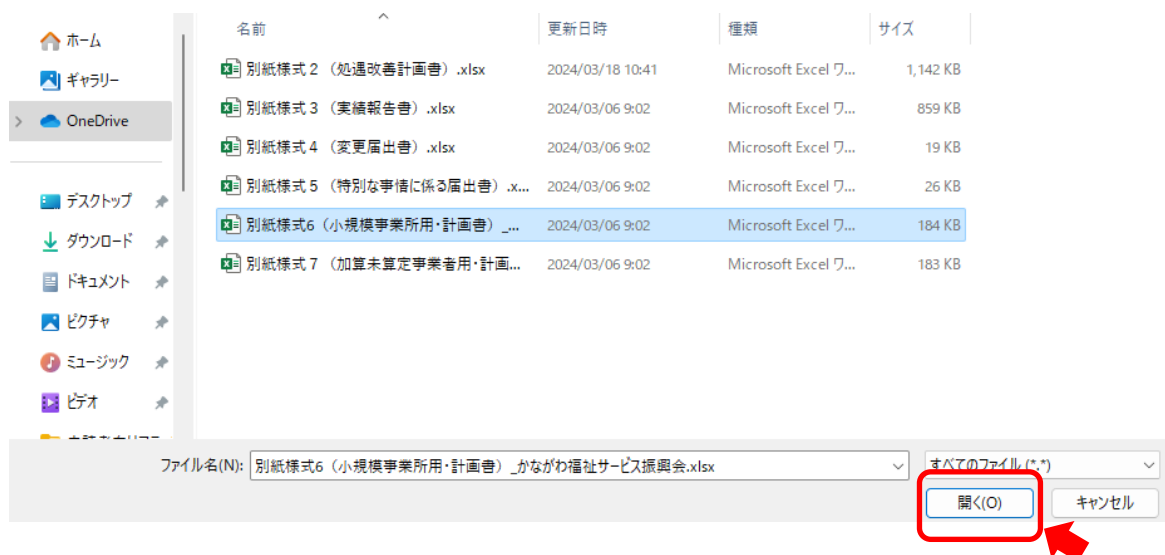 名前 更新日時 種類 サイズ
ホーム
ギャラリー
OneDrive
デスクトップ
ダウンロード
ドキュメント
ピクチャ
ミュージック
ビデオ
別紙様式２（処遇改善計画書）.xlsx 2024/03/18 10:41 Microsoft Excel ワ... 1,142 KB
別紙様式３（実績報告書）.xlsx 2024/03/06 9:02 Microsoft Excel ワ... 859 KB
別紙様式４（変更届出書）.xlsx 2024/03/06 9:02 Microsoft Excel ワ... 19 KB
別紙様式５（特別な事情に係る届出書）.x... 2024/03/06 9:02 Microsoft Excel ワ... 26 KB
別紙様式6（小規模事業所用・計画書）_... 2024/03/06 9:02 Microsoft Excel ワ... 184 KB
別紙様式７（加算未算定事業者用・計画... 2024/03/06 9:02 Microsoft Excel ワ... 183 KB
ファイル名(N): 別紙様式6（小規模事業所用・計画書）_かながわ福祉サービス振興会.xlsx すべてのファイル (*.*)
開く(O) キャンセル